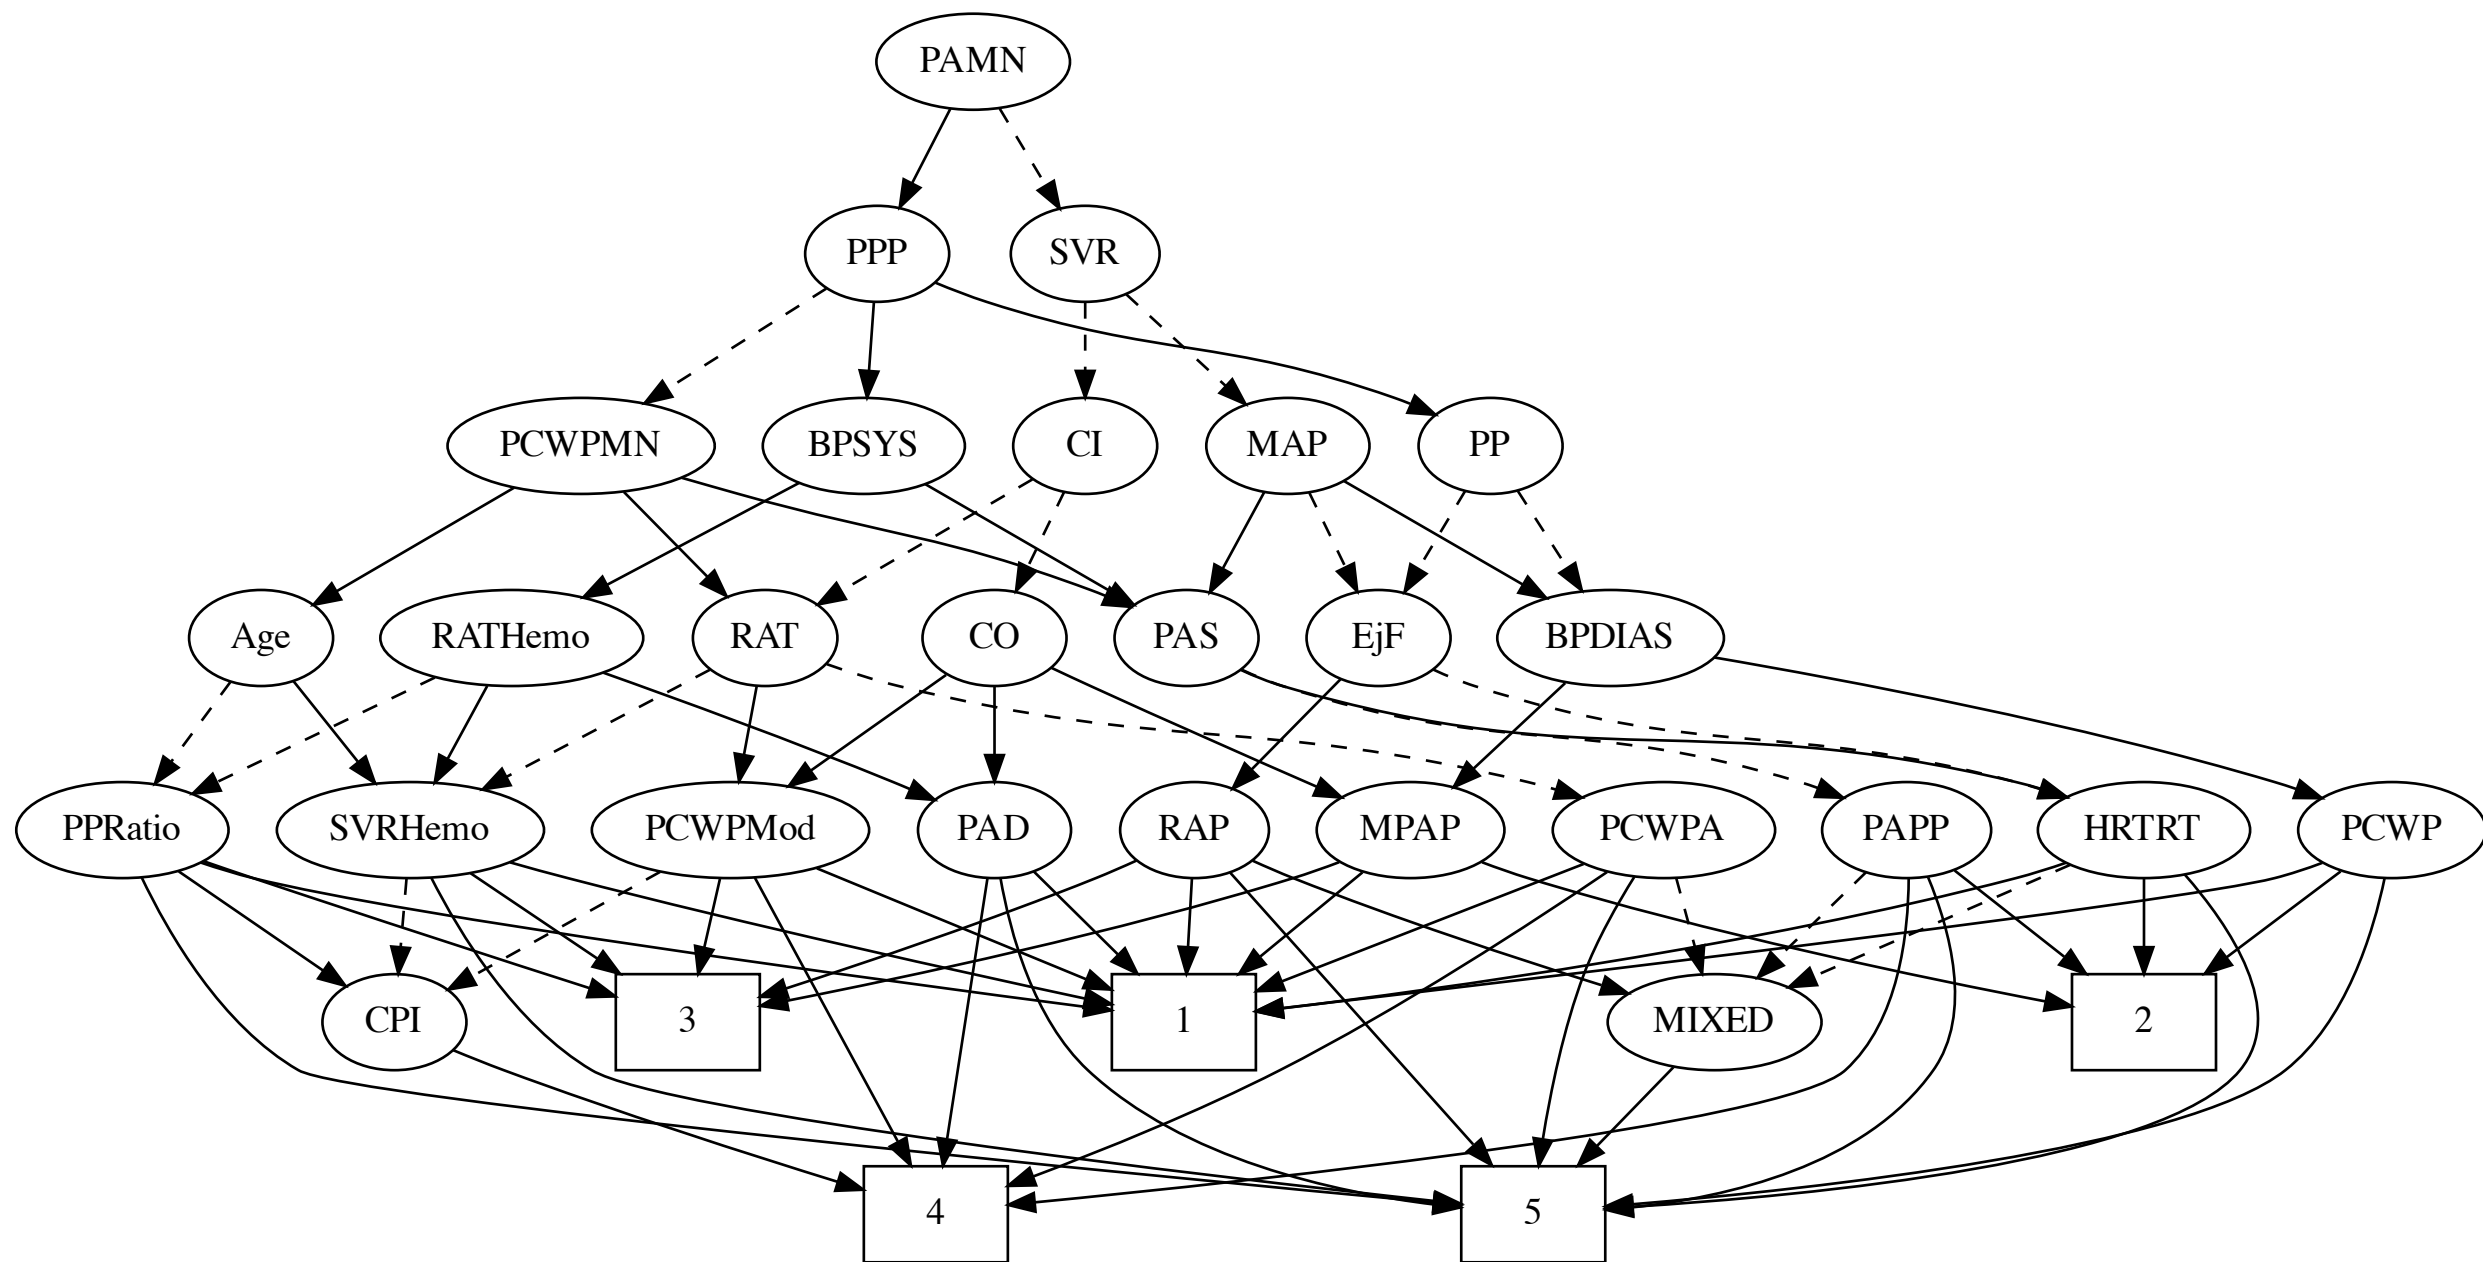 PAMN
PPP
SVR
PCWPMN
BPSYS
CI
MAP
PP
Age
RATHemo
RAT
CO
PAS
EjF
BPDIAS
PPRatio
SVRHemo
PCWPMod
PAD
RAP
MPAP
PCWPA
PAPP
HRTRT
PCWP
CPI
3
1
MIXED
2
4
5